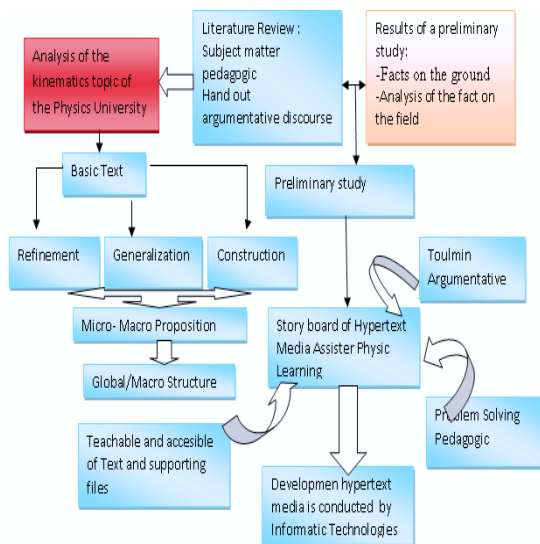 Analysis of the
kinematics topic of
the Physics University
Literature Review :
Subject matter
pedagogic
Hand out
argumentative discourse
Results of a preliminary
study:
-Facts on the ground
-Analysis of the fact on
the field
Basic Text
Preliminary study
Refinement
Generalization
Construction
Toulmin
Argumentative
Micro- Macro Proposition
Story board of Hypertext
Media Assister Physic
Learning
Global/Macro Structure
Problem Solving
Pedagogic
Teachable and accesible
of Text and supporting
files
Developmen hypertext
media is conducted by
Informatic Technologies